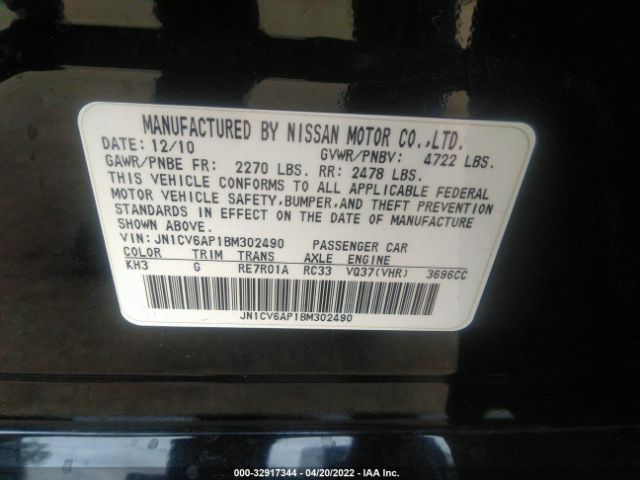 MANUFACTURED BY NISSAN MOTOR CO.,LTD.
DATE: 12/10 GVWR/PNBV: 4722 LBS.
GAWR/PNBE FR: 2270 LBS. RR: 2478 LBS.
THIS VEHICLE CONFORMS TO ALL APPLICABLE FEDERAL
MOTOR VEHICLE SAFETY,BUMPER,AND THEFT PREVENTION
STANDARDS IN EFFECT ON THE DATE OF MANUFACTURE
SHOWN ABOVE.
VIN: JN1CV6AP1BM302490 PASSENGER CAR
COLOR TRIM TRANS AXLE ENGINE
KH3 G RE7R01A RC33 VQ37(VHR) 3696CC
JN1CV6AP1BM302490
000-32917344 - 04/20/2022 - IAA Inc.